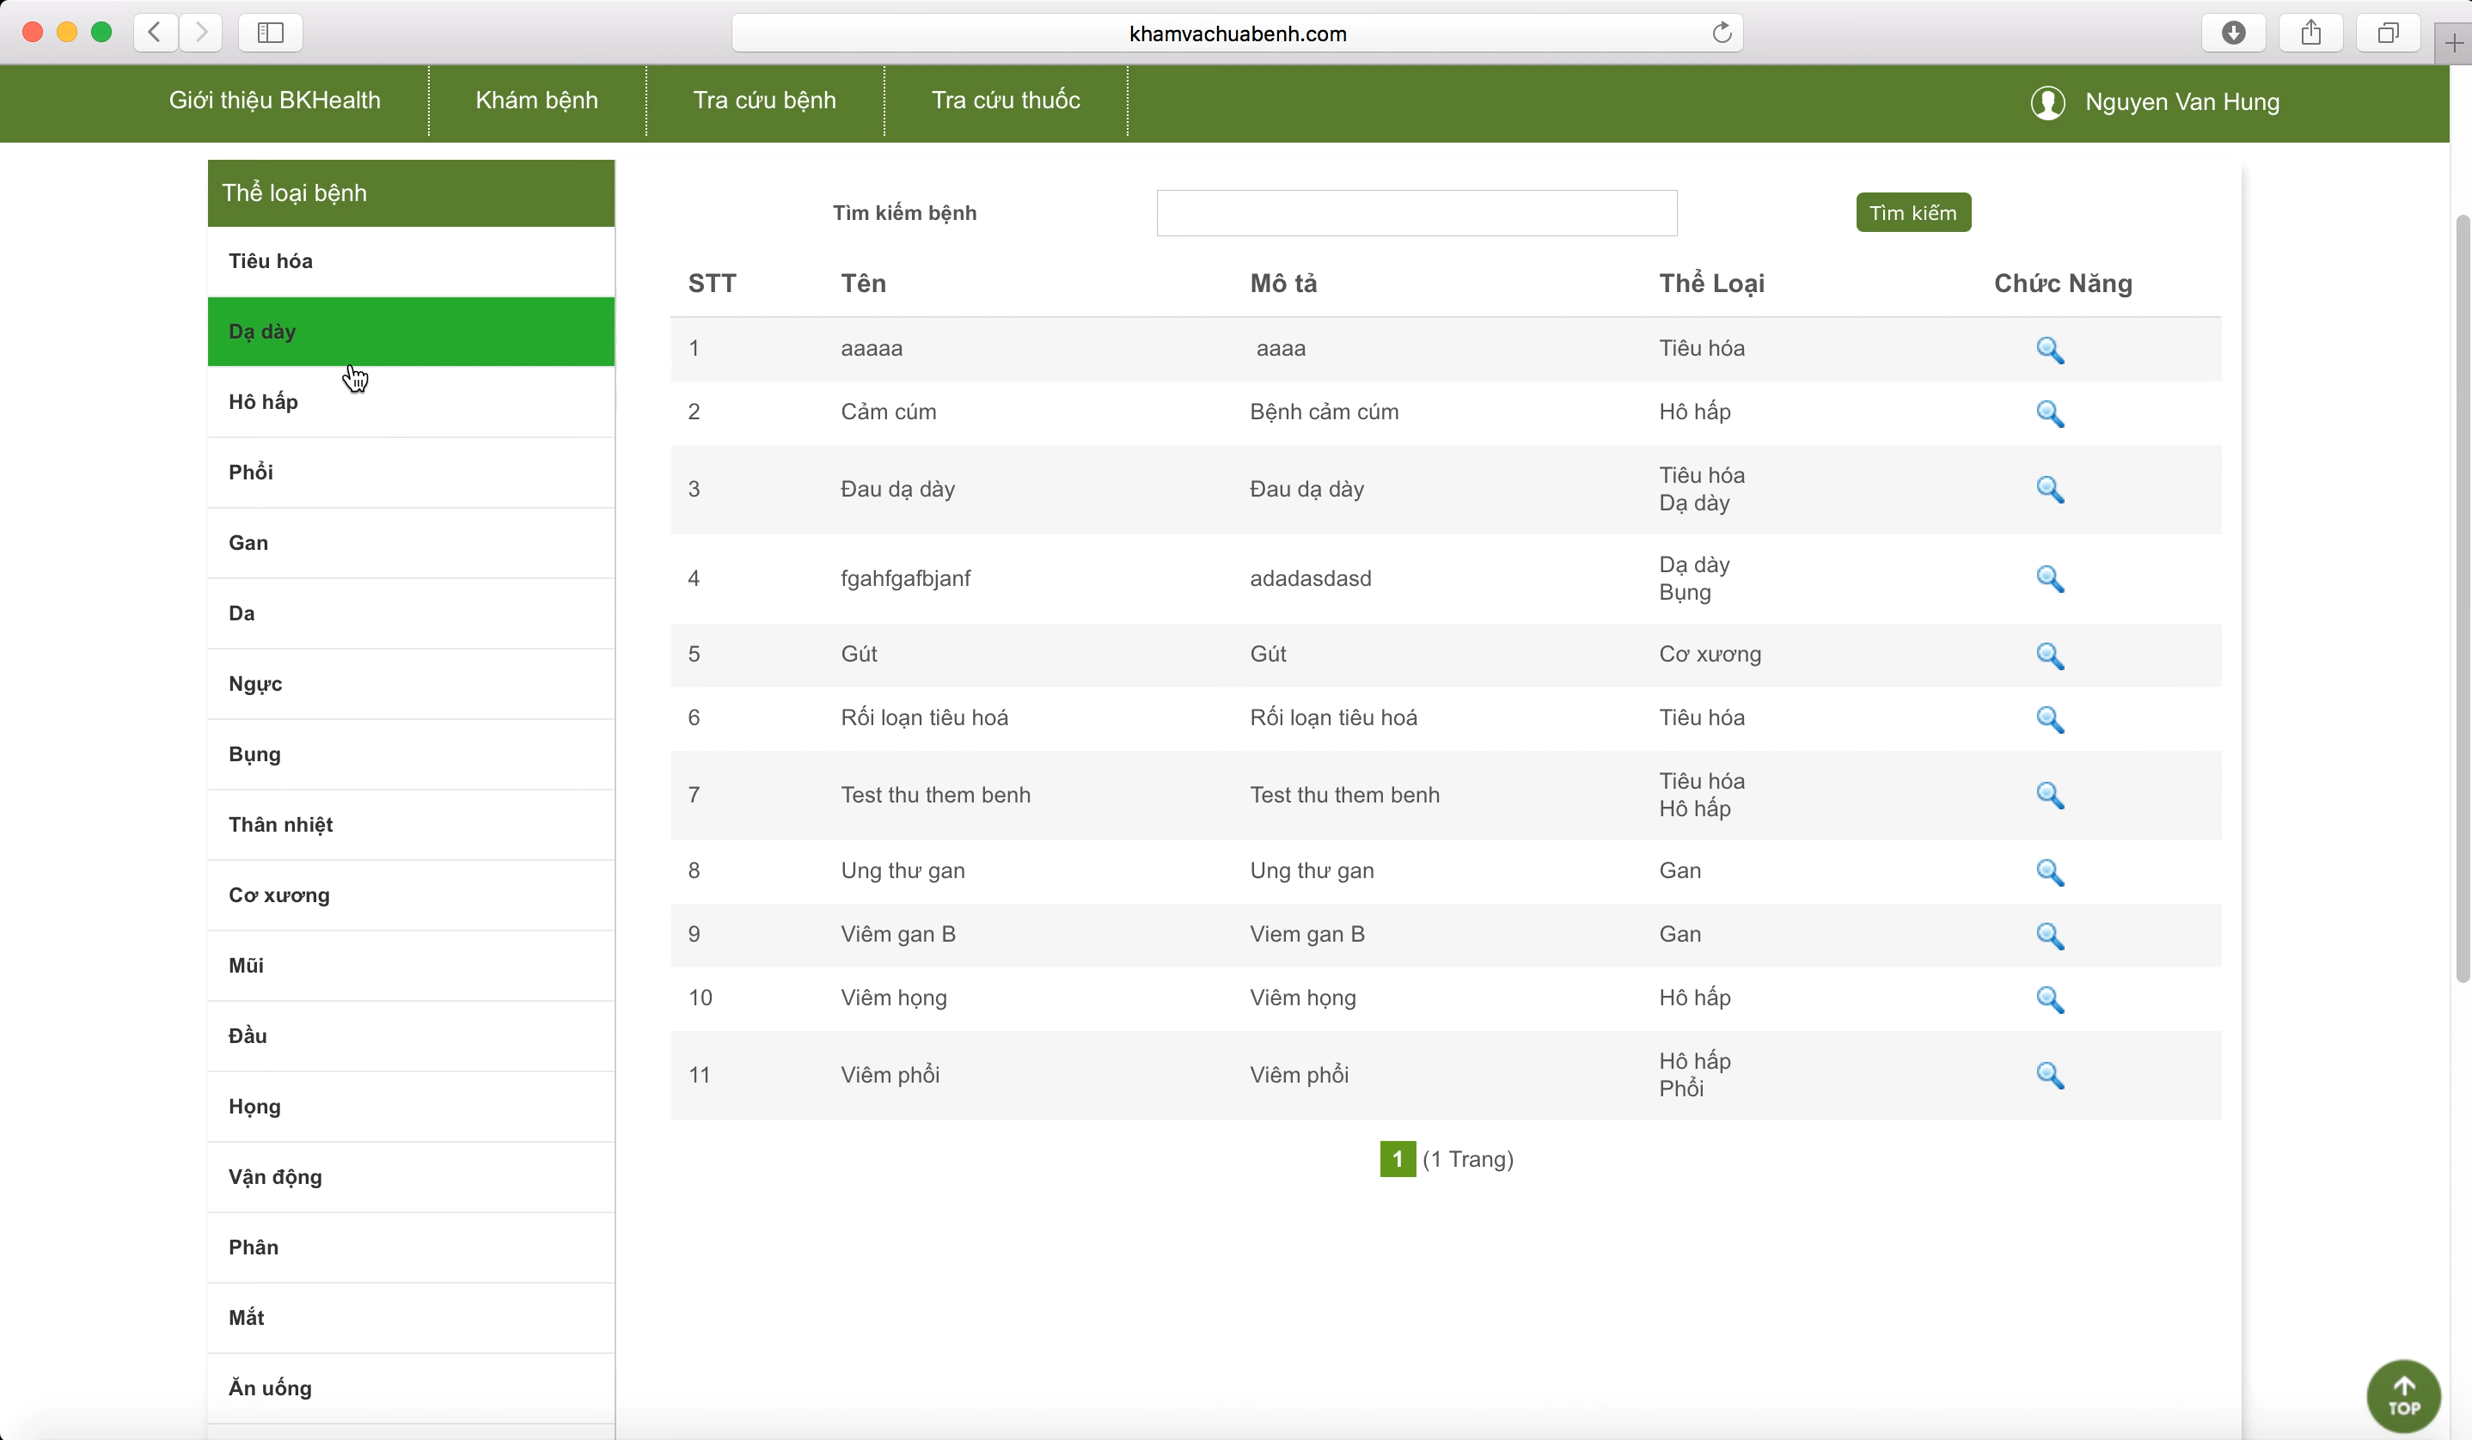 khamvachuabenh.com
Giới thiệu BKHealth
Khám bệnh
Tra cứu bệnh
Tra cứu thuốc
Nguyen Van Hung
Thể loại bệnh
Tiêu hóa
Dạ dày
Hô hấp
Phổi
Gan
Da
Ngực
Bụng
Thân nhiệt
Cơ xương
Mũi
Đầu
Họng
Vận động
Phân
Mắt
Ăn uống
Tìm kiếm bệnh
Tìm kiếm
STT Tên Mô tả Thể Loại Chức Năng
1 aaaaa aaaa Tiêu hóa
2 Cảm cúm Bệnh cảm cúm Hô hấp
3 Đau dạ dày Đau dạ dày Tiêu hóa
Dạ dày
4 fgahfgafbjanf adadasdasd Dạ dày
Bụng
5 Gút Gút Cơ xương
6 Rối loạn tiêu hoá Rối loạn tiêu hoá Tiêu hóa
7 Test thu them benh Test thu them benh Tiêu hóa
Hô hấp
8 Ung thư gan Ung thư gan Gan
9 Viêm gan B Viem gan B Gan
10 Viêm họng Viêm họng Hô hấp
11 Viêm phổi Viêm phổi Hô hấp
Phổi
1 (1 Trang)
TOP